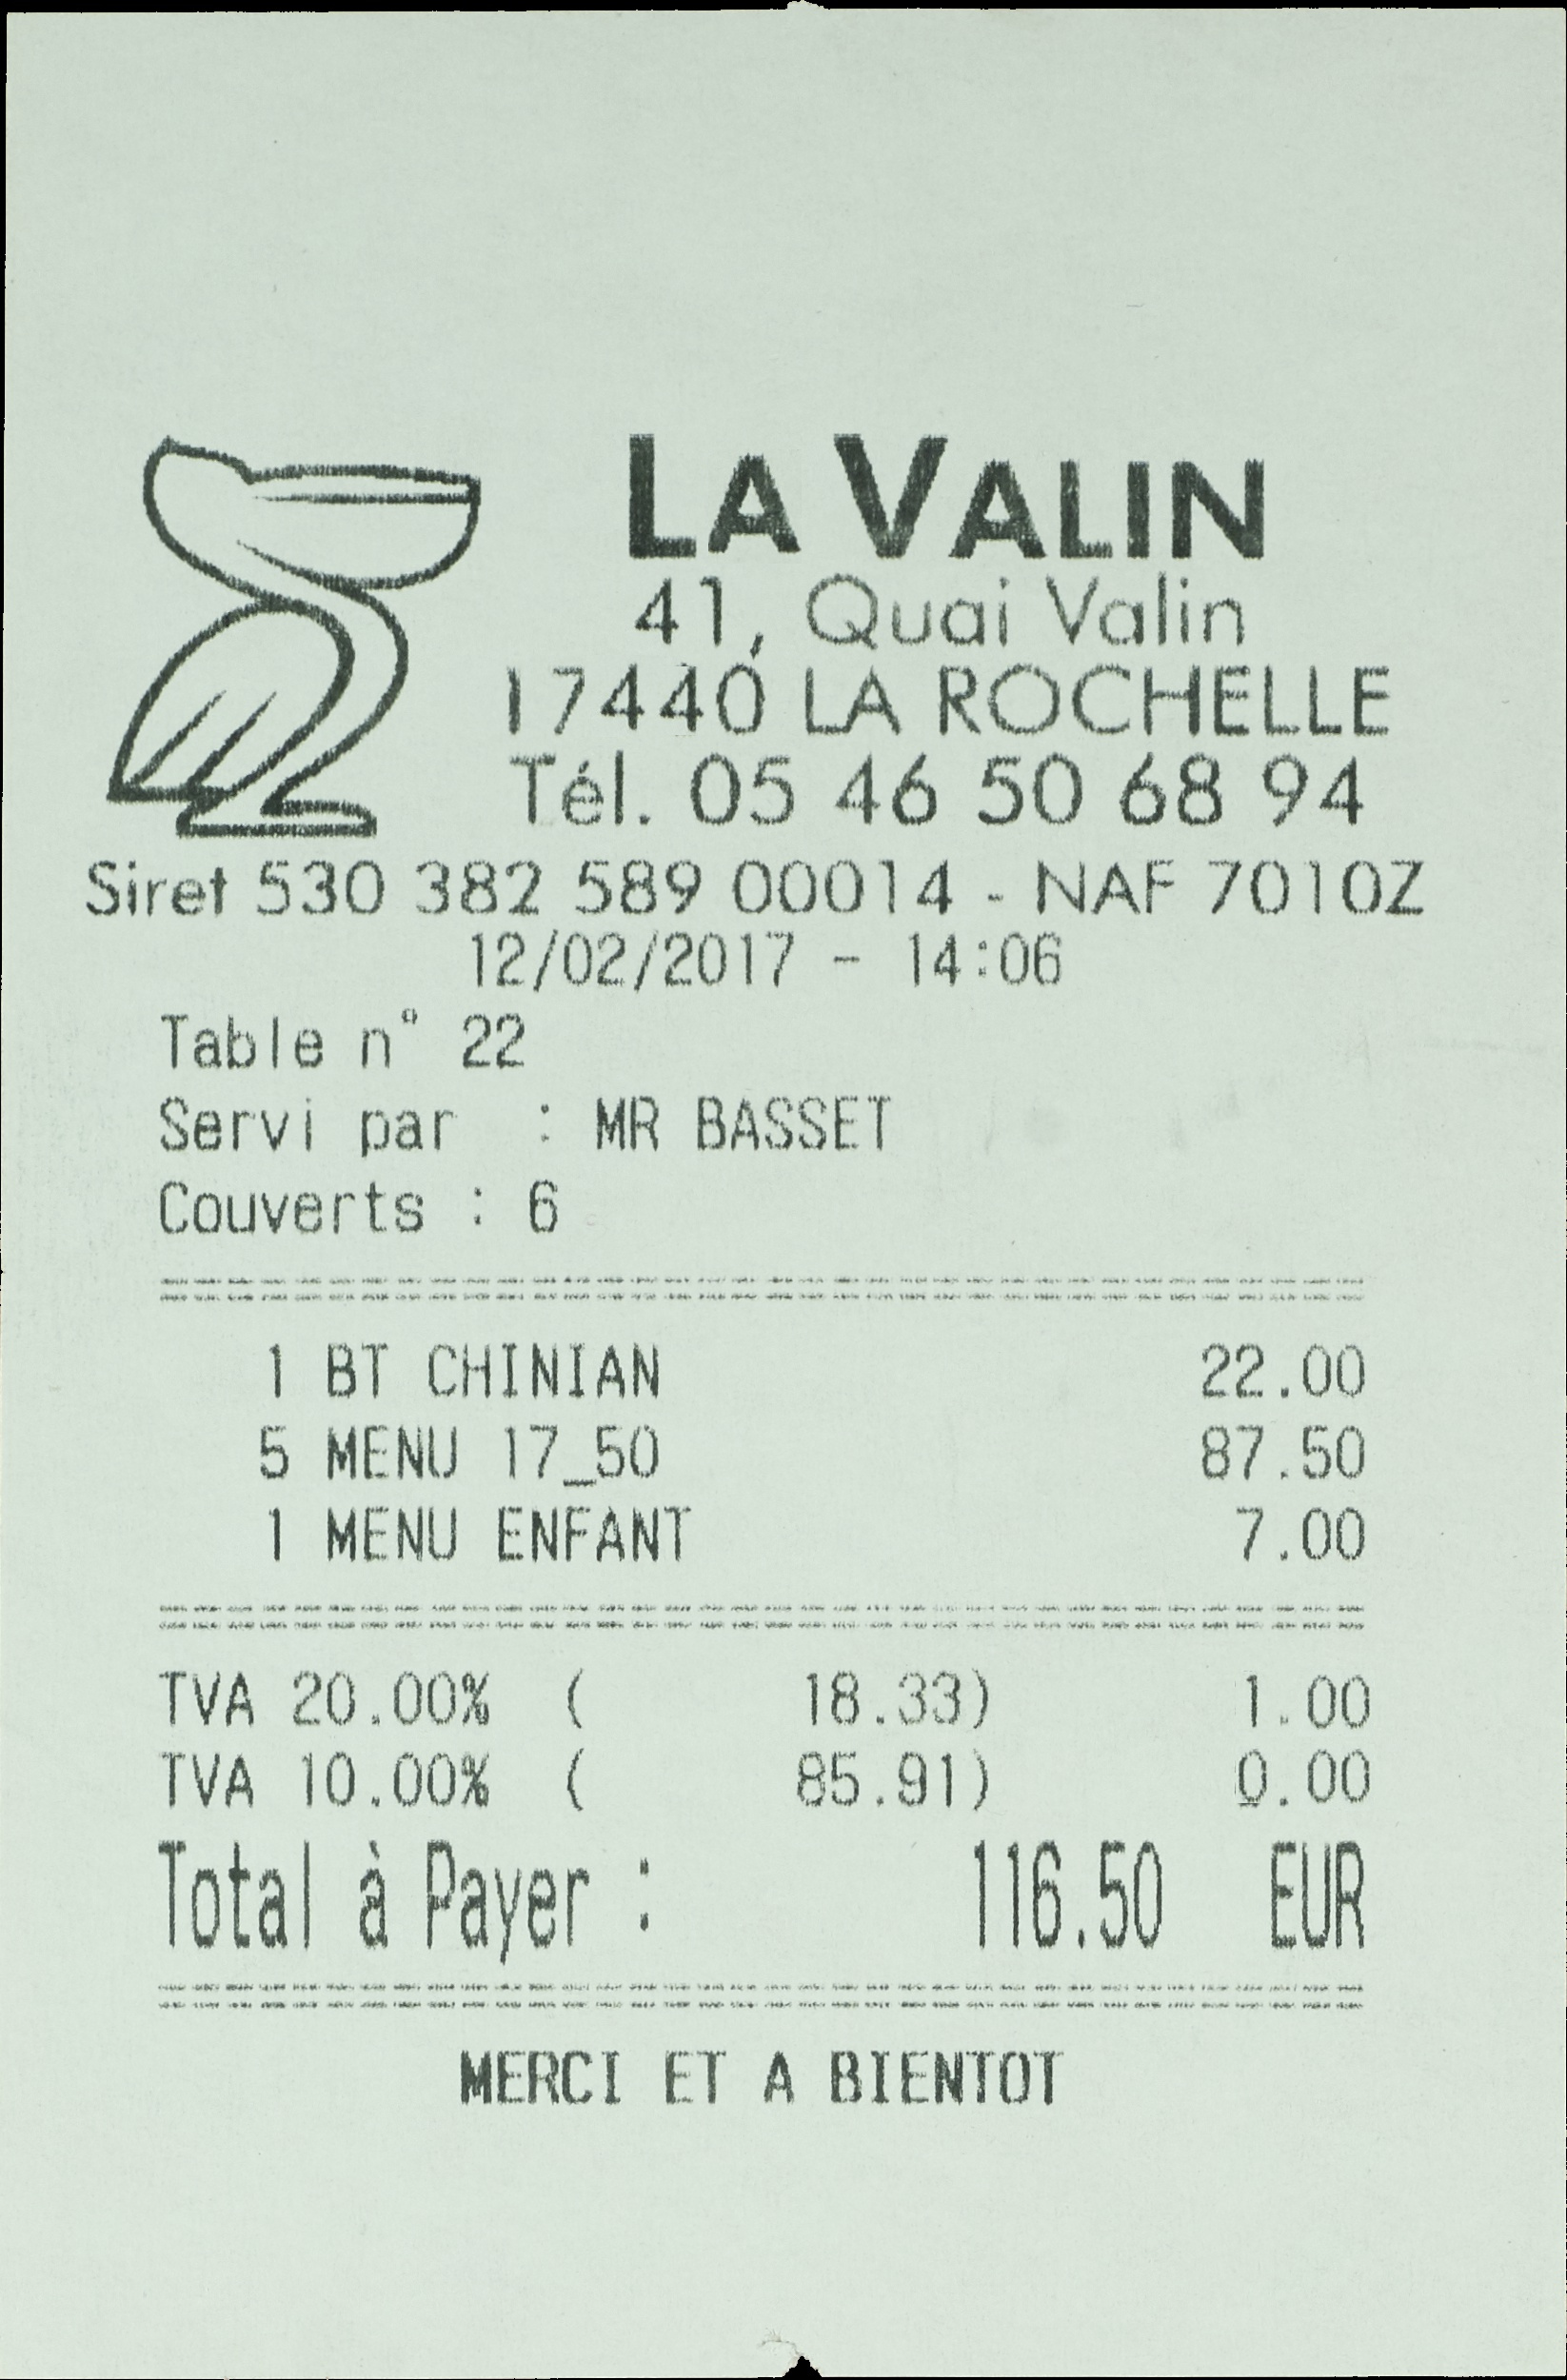 LA VALIN
41, Quai Valin
17440 LA ROCHELLE
Tél. 05 46 50 68 94
Siret 530 382 589 00014 - NAF 7010Z
12/02/2017 - 14:06
Table n° 22
Servi par : MR BASSET
Couverts : 6
1 BT CHINIAN 22.00
5 MENU 17_50 87.50
1 MENU ENFANT 7.00
TVA 20.00% ( 18.33) 1.00
TVA 10.00% ( 85.91) 0.00
Total à Payer : 116.50 EUR
MERCI ET A BIENTOT